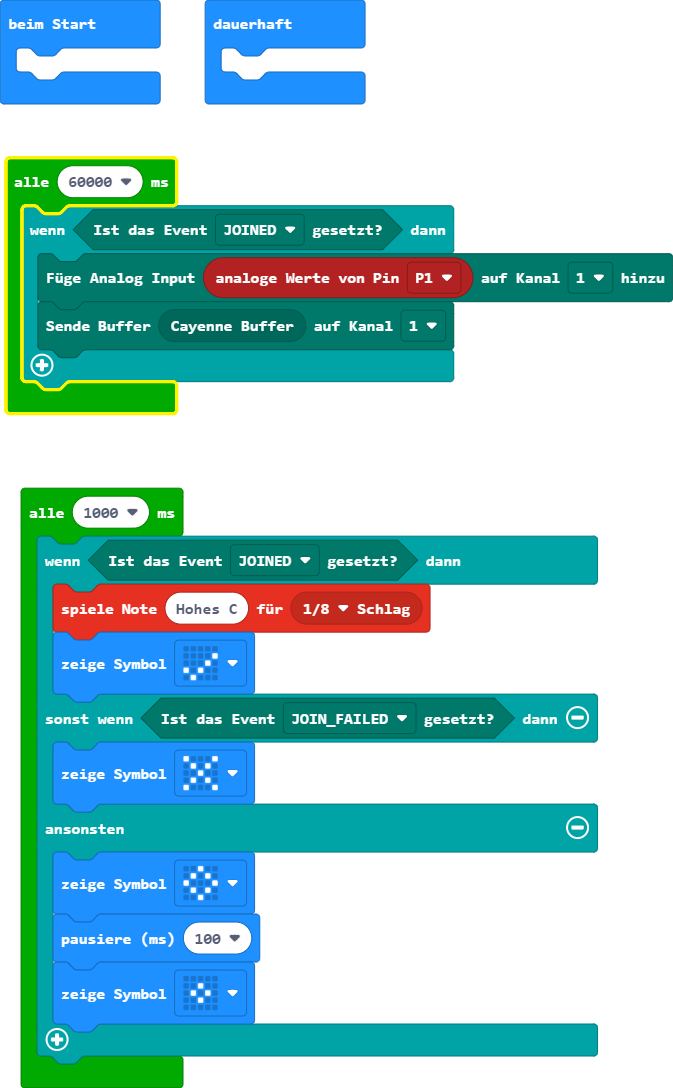 beim Start
dauerhaft
alle 60000 ms
wenn Ist das Event JOINED gesetzt? dann
Füge Analog Input analoge Werte von Pin P1 auf Kanal 1 hinzu
Sende Buffer Cayenne Buffer auf Kanal 1
alle 1000 ms
wenn Ist das Event JOINED gesetzt? dann
spiele Note Hohes C für 1/8 Schlag
zeige Symbol
sonst wenn Ist das Event JOIN_FAILED gesetzt? dann
zeige Symbol
ansonsten
zeige Symbol
pausiere (ms) 100
zeige Symbol